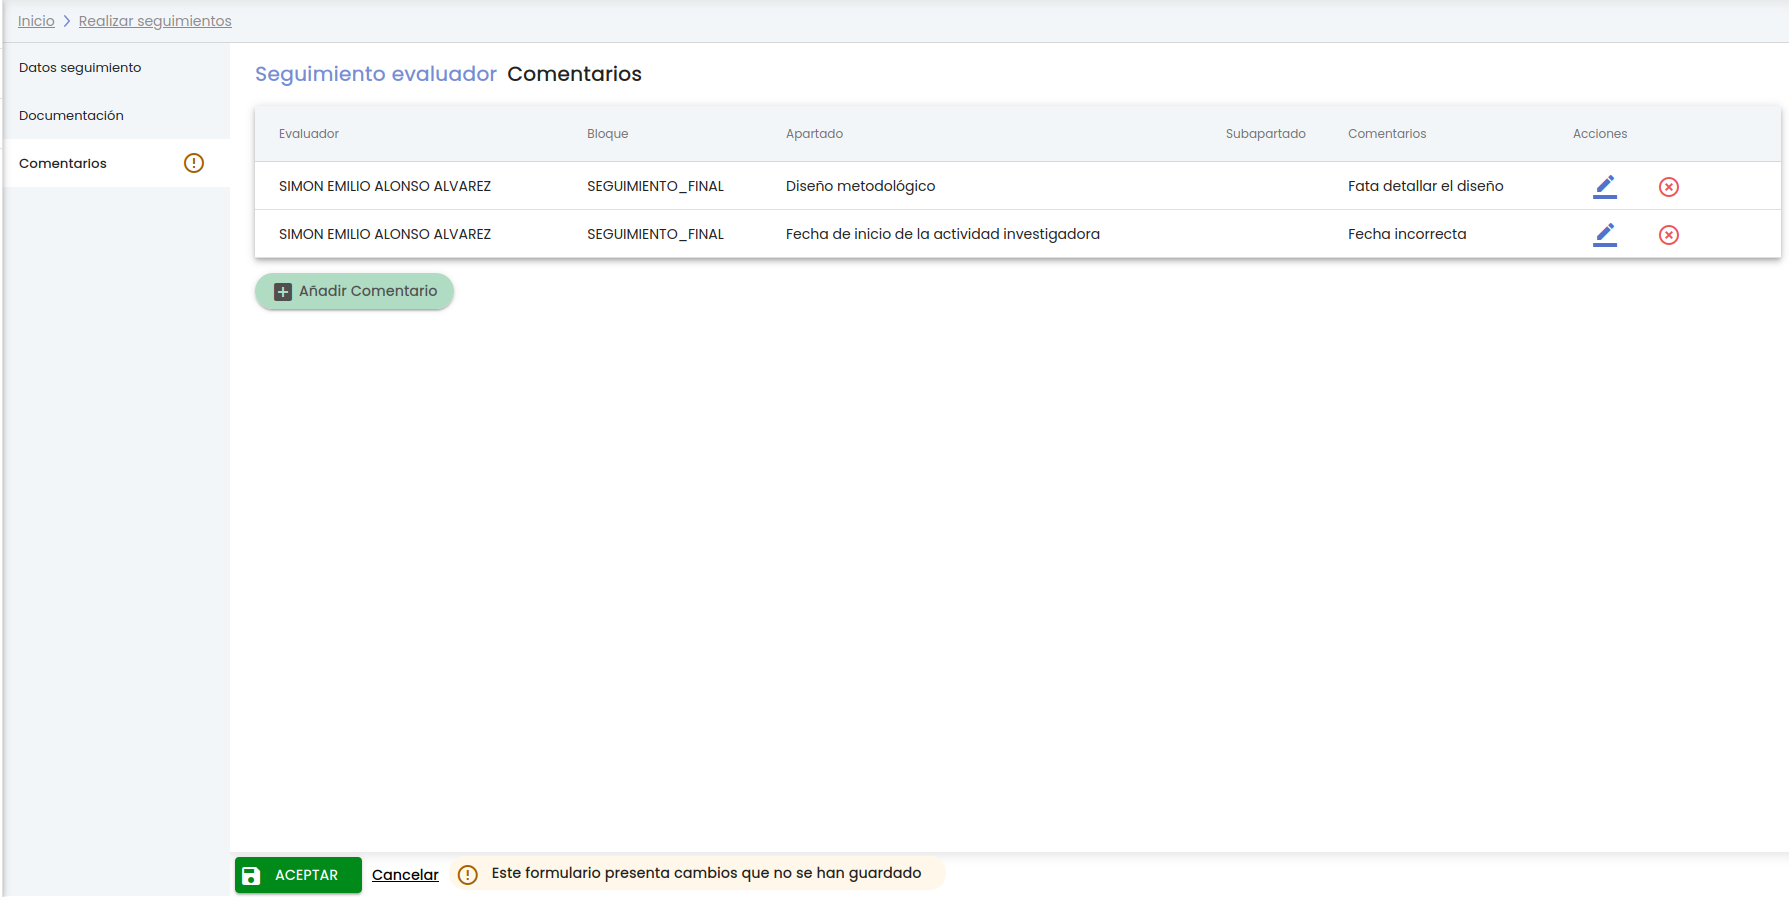 Inicio > Realizar seguimientos
Datos seguimiento
Documentación
Comentarios
Seguimiento evaluador Comentarios
Evaluador Bloque Apartado Subapartado Comentarios Acciones
SIMON EMILIO ALONSO ALVAREZ SEGUIMIENTO_FINAL Diseño metodológico Fata detallar el diseño
SIMON EMILIO ALONSO ALVAREZ SEGUIMIENTO_FINAL Fecha de inicio de la actividad investigadora Fecha incorrecta
Añadir Comentario
ACEPTAR Cancelar Este formulario presenta cambios que no se han guardado